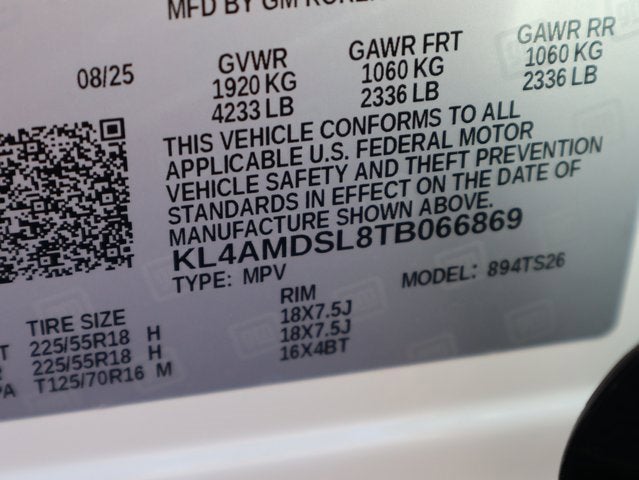 MFD BY GM KOREA
08/25
GVWR
1920 KG
4233 LB
GAWR FRT
1060 KG
2336 LB
GAWR RR
1060 KG
2336 LB
THIS VEHICLE CONFORMS TO ALL
APPLICABLE U.S. FEDERAL MOTOR
VEHICLE SAFETY AND THEFT PREVENTION
STANDARDS IN EFFECT ON THE DATE OF
MANUFACTURE SHOWN ABOVE.
KL4AMDSL8TB066869
TYPE: MPV
MODEL: 894TS26
TIRE SIZE
225/55R18 H
225/55R18 H
T125/70R16 M
RIM
18X7.5J
18X7.5J
16X4BT